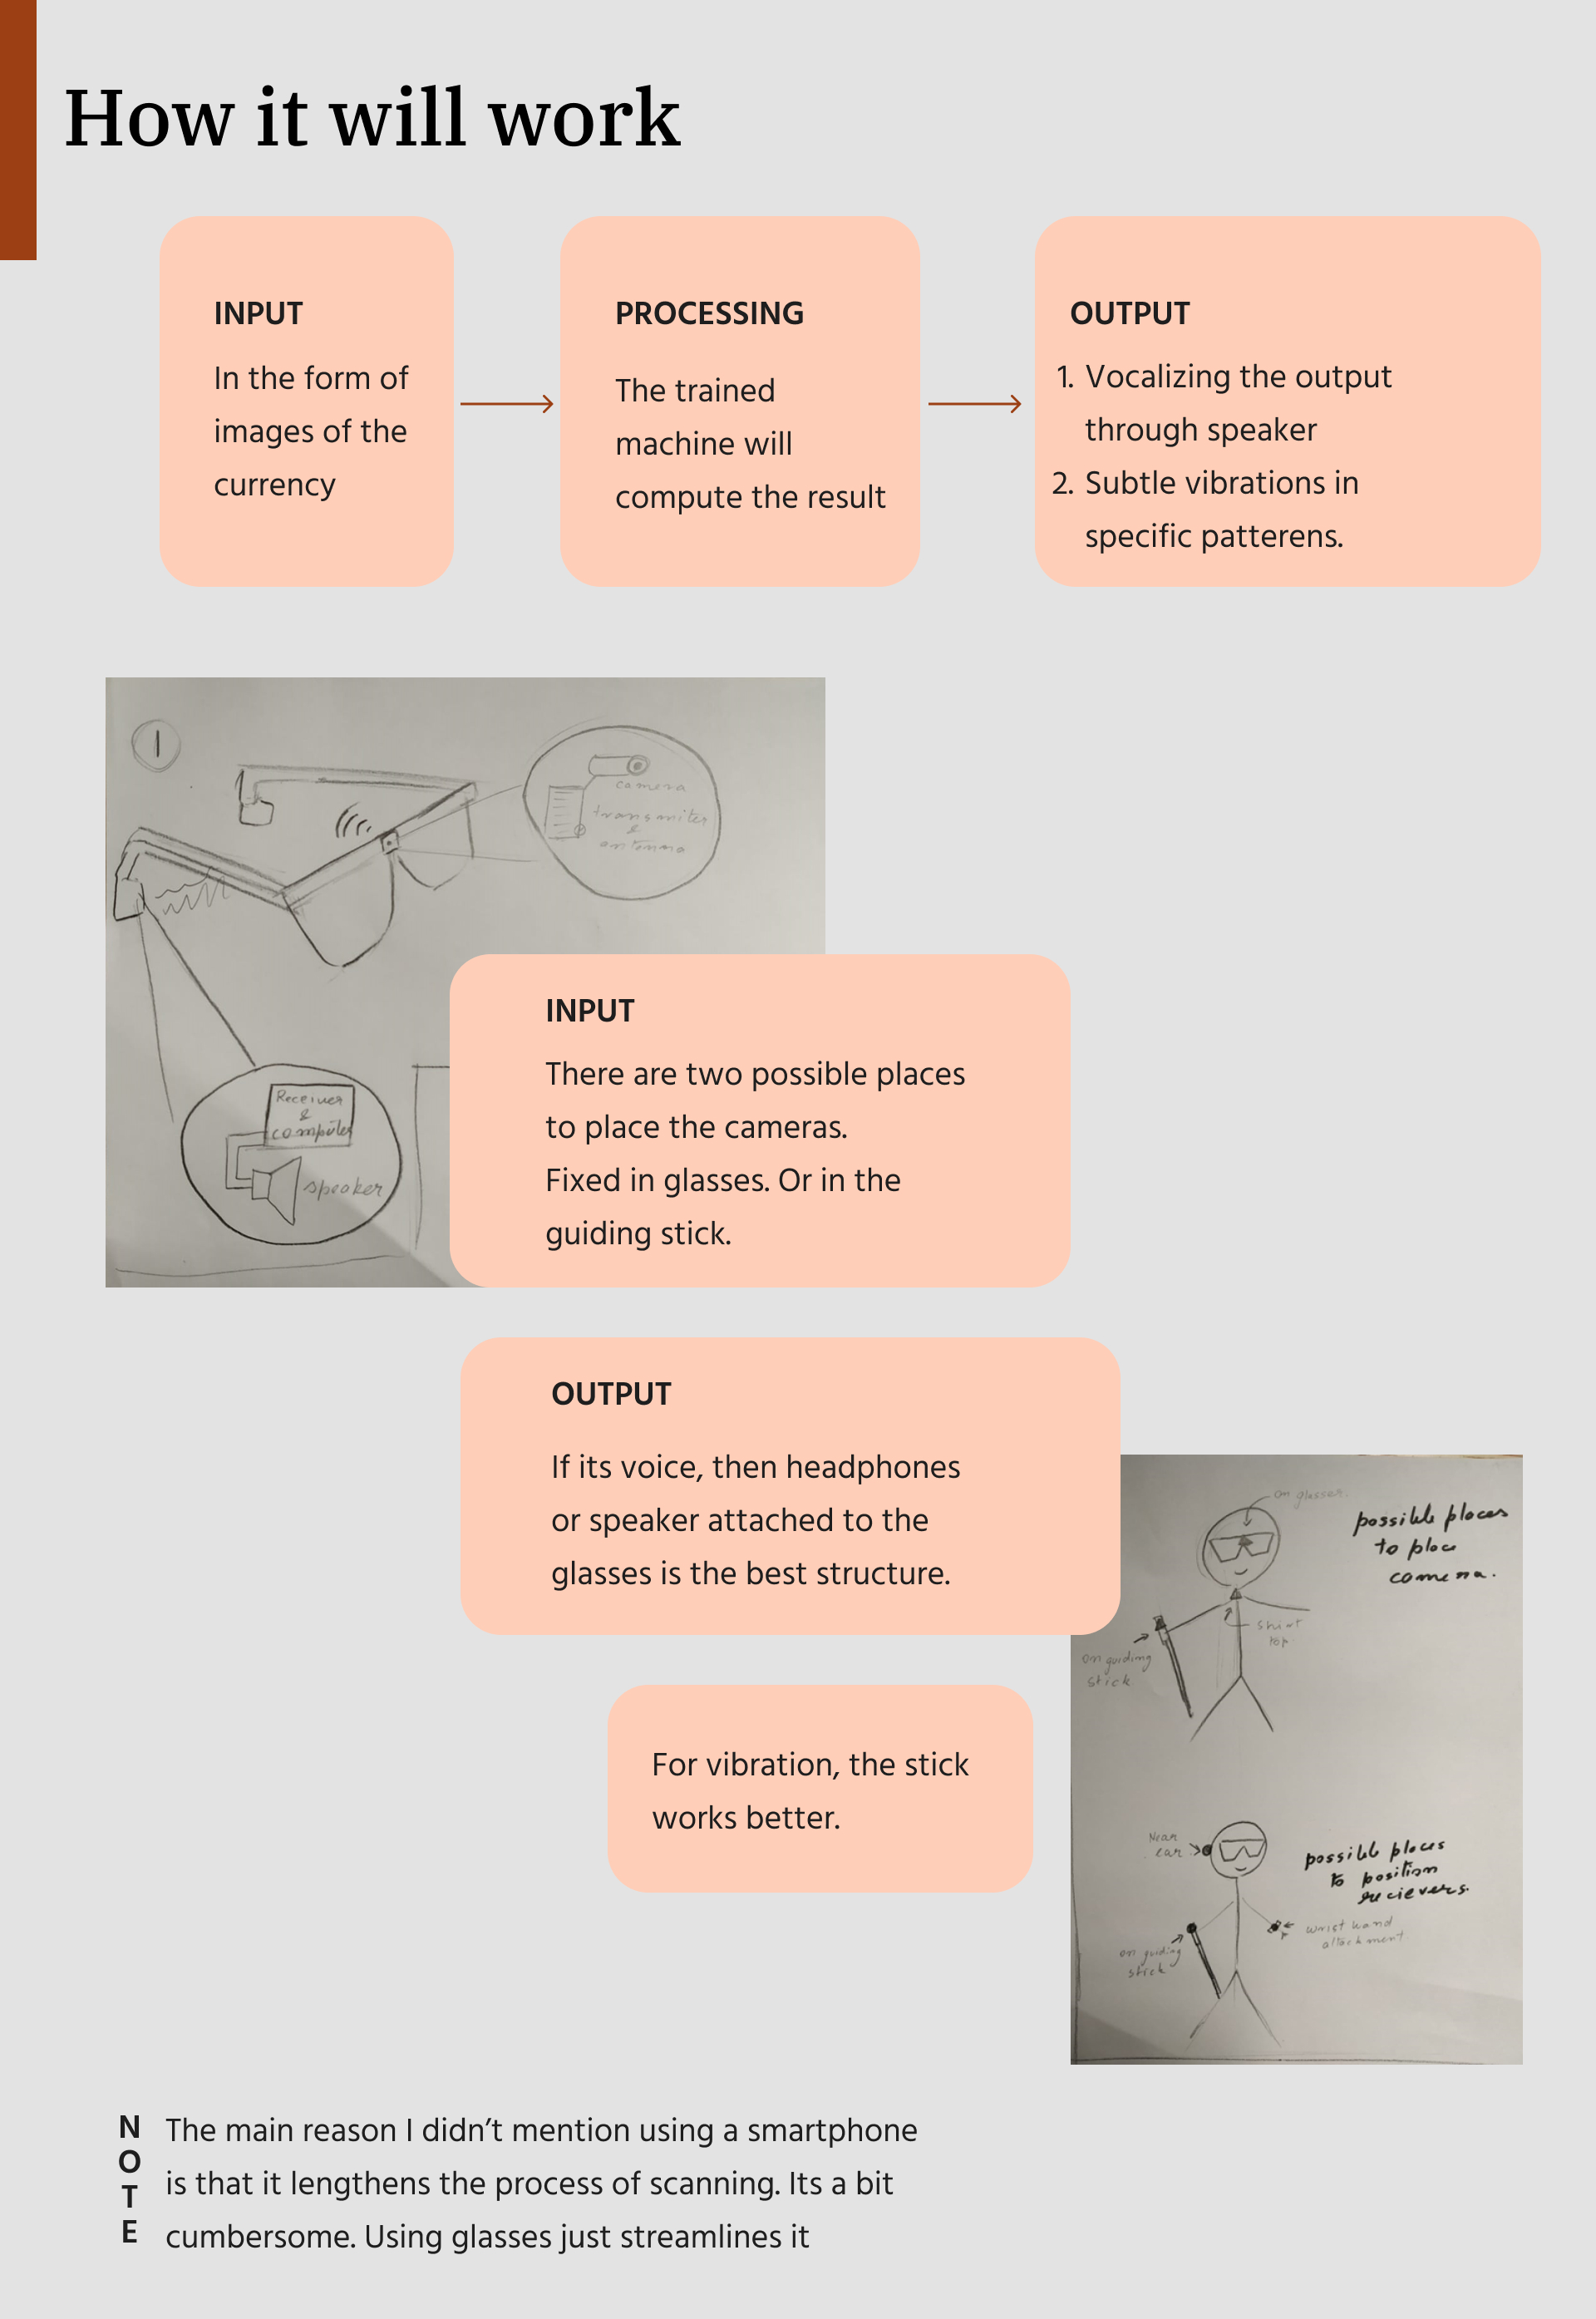 How it will work
INPUT
In the form of
images of the
currency
PROCESSING
The trained
machine will
compute the result
OUTPUT
1. Vocalizing the output
through speaker
2. Subtle vibrations in
specific patterens.
1
camera
transmiter
&
antenna
Receiver
&
computer
speaker
INPUT
There are two possible places
to place the cameras.
Fixed in glasses. Or in the
guiding stick.
OUTPUT
If its voice, then headphones
or speaker attached to the
glasses is the best structure.
on glasses.
possible places
to place
camera.
shirt
top
on guiding
stick
For vibration, the stick
works better.
Near
ear
possible places
to position
recievers.
wrist hand
attachment
on guiding
stick
NOTE
The main reason I didn’t mention using a smartphone
is that it lengthens the process of scanning. Its a bit
cumbersome. Using glasses just streamlines it